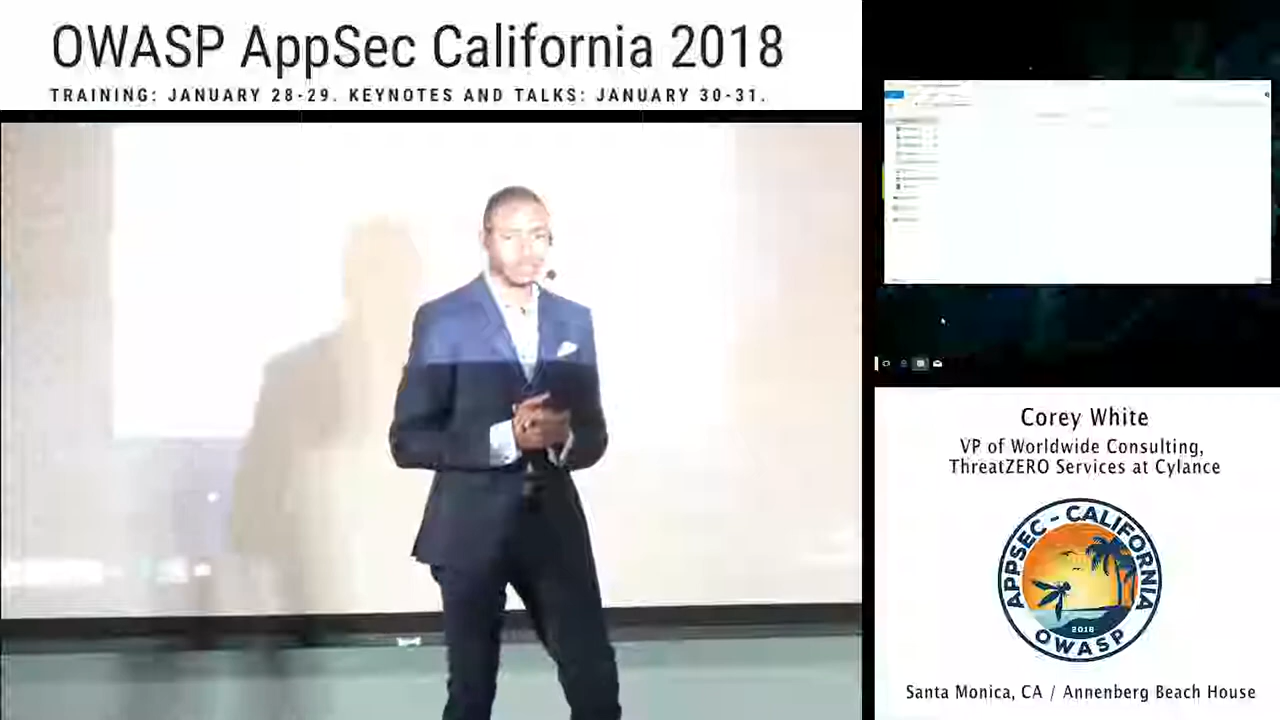 OWASP AppSec California 2018
TRAINING: JANUARY 28-29. KEYNOTES AND TALKS: JANUARY 30-31.
Corey White
VP of Worldwide Consulting,
ThreatZERO Services at Cylance
APPSEC - CALIFORNIA
2018
OWASP
Santa Monica, CA / Annenberg Beach House